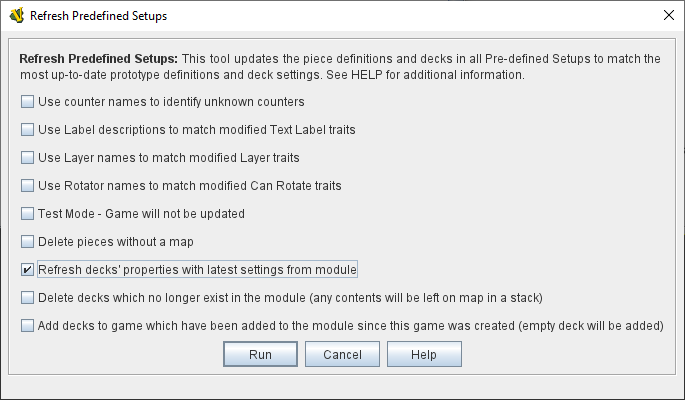 Refresh Predefined Setups
Refresh Predefined Setups: This tool updates the piece definitions and decks in all Pre-defined Setups to match the
most up-to-date prototype definitions and deck settings. See HELP for additional information.
Use counter names to identify unknown counters
Use Label descriptions to match modified Text Label traits
Use Layer names to match modified Layer traits
Use Rotator names to match modified Can Rotate traits
Test Mode - Game will not be updated
Delete pieces without a map
Refresh decks' properties with latest settings from module
Delete decks which no longer exist in the module (any contents will be left on map in a stack)
Add decks to game which have been added to the module since this game was created (empty deck will be added)
Run Cancel Help